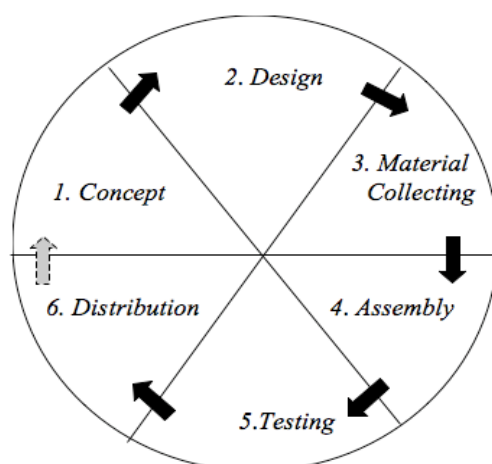 1. Concept
2. Design
3. Material
Collecting
4. Assembly
5.Testing
6. Distribution